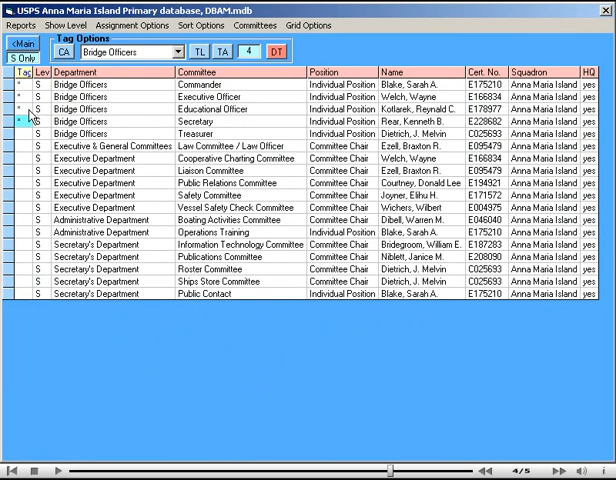 USPS Anna Maria Island Primary database, DBAM.mdb
Reports Show Level Assignment Options Sort Options Committees Grid Options
<Main
S Only
Tag Options
CA Bridge Officers TL TA 4 DT
Tag Lev Department Committee Position Name Cert. No. Squadron HQ
* S Bridge Officers Commander Individual Position Blake, Sarah A. E175210 Anna Maria Island yes
* S Bridge Officers Executive Officer Individual Position Welch, Wayne E166834 Anna Maria Island yes
* S Bridge Officers Educational Officer Individual Position Kotlarek, Reynald C. E178977 Anna Maria Island yes
* S Bridge Officers Secretary Individual Position Rear, Kenneth B. E228682 Anna Maria Island yes
S Bridge Officers Treasurer Individual Position Dietrich, J. Melvin C025693 Anna Maria Island yes
S Executive & General Committees Law Committee / Law Officer Committee Chair Ezell, Braxton R. E095479 Anna Maria Island yes
S Executive Department Cooperative Charting Committee Committee Chair Welch, Wayne E166834 Anna Maria Island yes
S Executive Department Liaison Committee Committee Chair Ezell, Braxton R. E095479 Anna Maria Island yes
S Executive Department Public Relations Committee Committee Chair Courtney, Donald Lee E194921 Anna Maria Island yes
S Executive Department Safety Committee Committee Chair Joyner, Elihu H. E171572 Anna Maria Island yes
S Executive Department Vessel Safety Check Committee Committee Chair Wichers, Wilbert E004975 Anna Maria Island yes
S Administrative Department Boating Activities Committee Committee Chair Dibell, Warren M. E046040 Anna Maria Island yes
S Administrative Department Operations Training Individual Position Blake, Sarah A. E175210 Anna Maria Island yes
S Secretary's Department Information Technology Committee Committee Chair Bridegroom, William E. E187283 Anna Maria Island yes
S Secretary's Department Publications Committee Committee Chair Niblett, Janice M. E208090 Anna Maria Island yes
S Secretary's Department Roster Committee Committee Chair Dietrich, J. Melvin C025693 Anna Maria Island yes
S Secretary's Department Ships Store Committee Committee Chair Dietrich, J. Melvin C025693 Anna Maria Island yes
S Secretary's Department Public Contact Individual Position Blake, Sarah A. E175210 Anna Maria Island yes
4/5 i